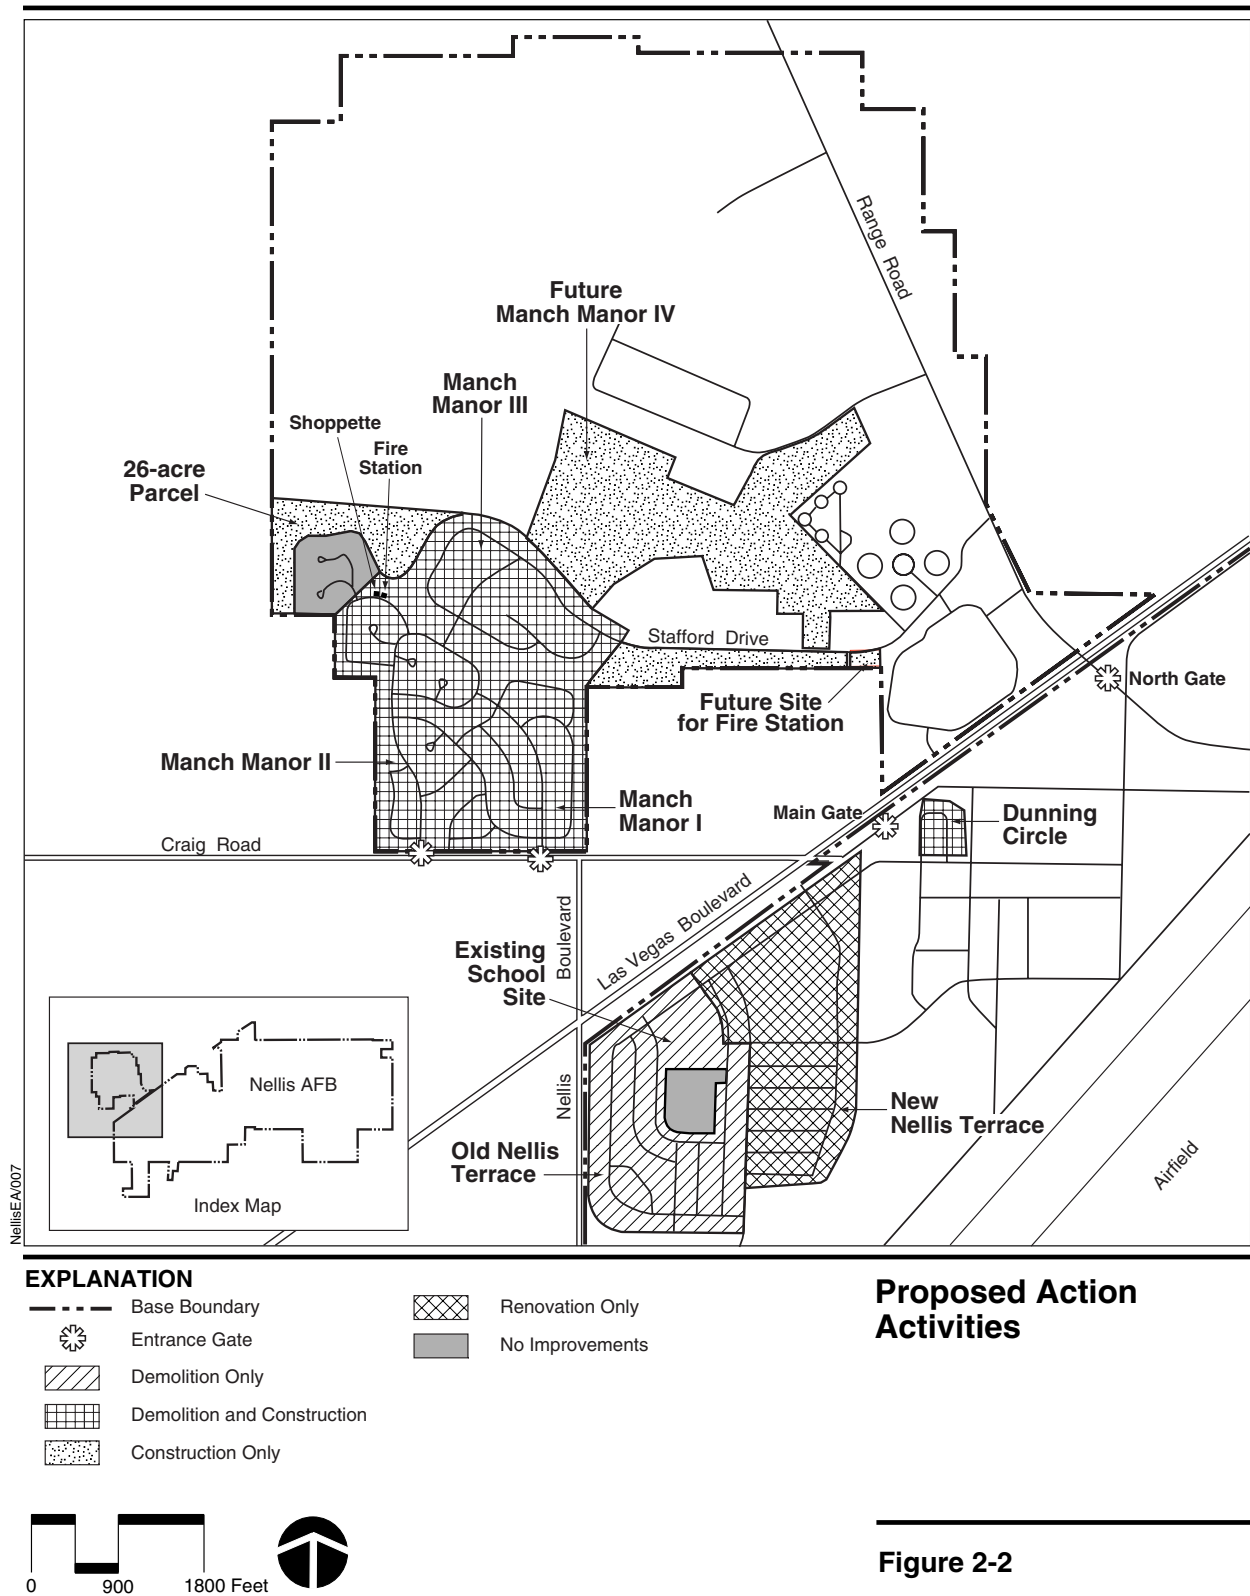 Range Road
Future
Manch Manor IV
Manch
Manor III
Shoppette
Fire
Station
26-acre
Parcel
Stafford Drive
North Gate
Future Site
for Fire Station
Manch Manor II
Manch
Manor I
Main Gate
Dunning
Circle
Craig Road
Las Vegas Boulevard
Nellis Boulevard
Existing
School
Site
New
Nellis Terrace
Old Nellis
Terrace
Airfield
Nellis AFB
Index Map
NellisEA/007
EXPLANATION
Base Boundary
Entrance Gate
Demolition Only
Demolition and Construction
Construction Only
Renovation Only
No Improvements
Proposed Action
Activities
0 900 1800 Feet
Figure 2-2